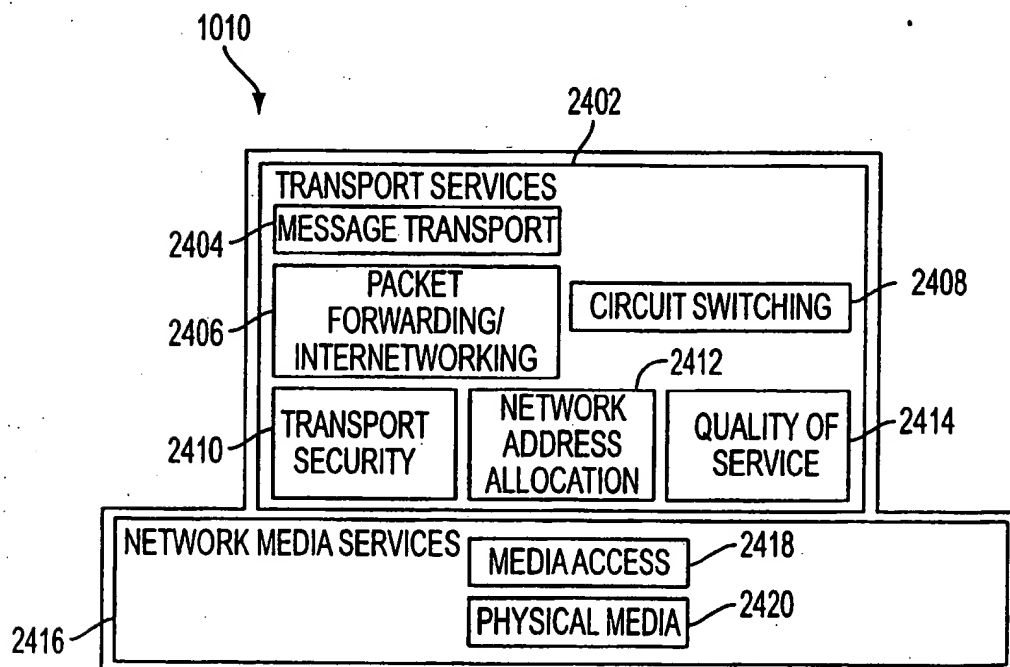 1010
2402
TRANSPORT SERVICES
2404
MESSAGE TRANSPORT
PACKET
FORWARDING/
INTERNETWORKING
2406
CIRCUIT SWITCHING
2408
2412
TRANSPORT
SECURITY
2410
NETWORK
ADDRESS
ALLOCATION
QUALITY OF
SERVICE
2414
NETWORK MEDIA SERVICES
MEDIA ACCESS
2418
PHYSICAL MEDIA
2420
2416